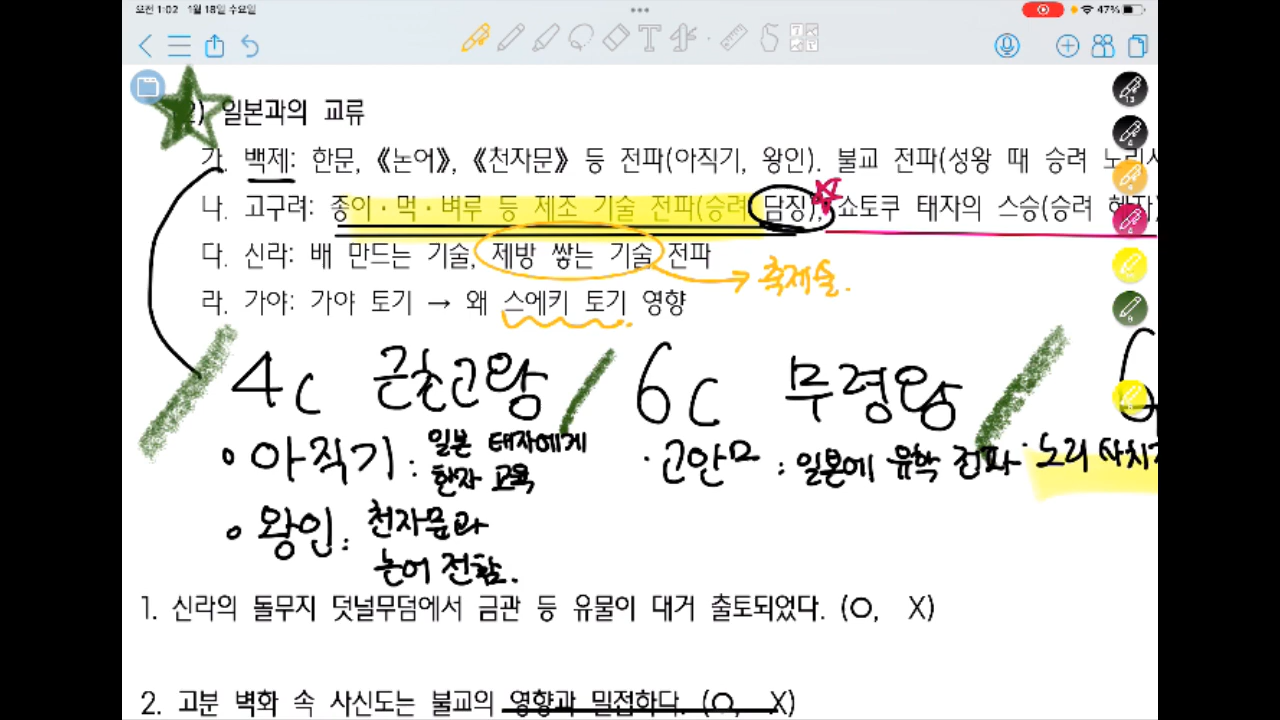 오전 1:02 1월 18일 수요일
47%
2) 일본과의 교류
가. 백제: 한문, 《논어》, 《천자문》 등 전파(아직기, 왕인). 불교 전파(성왕 때 승려 노리사
나. 고구려: 종이·먹·벼루 등 제조 기술 전파(승려 담징), 쇼토쿠 태자의 스승(승려 혜자)
다. 신라: 배 만드는 기술, 제방 쌓는 기술 전파
→ 축제술.
라. 가야: 가야 토기 → 왜 스에키 토기 영향
4c 근초고왕 6c 무령왕 6
• 아직기: 일본 태자에게 한자 교육
· 고안무: 일본에 유학 전파
· 노리사치
• 왕인: 천자문과 논어 전함.
1. 신라의 돌무지 덧널무덤에서 금관 등 유물이 대거 출토되었다. (O, X)
2. 고분 벽화 속 사신도는 불교의 영향과 밀접하다. (O, X)